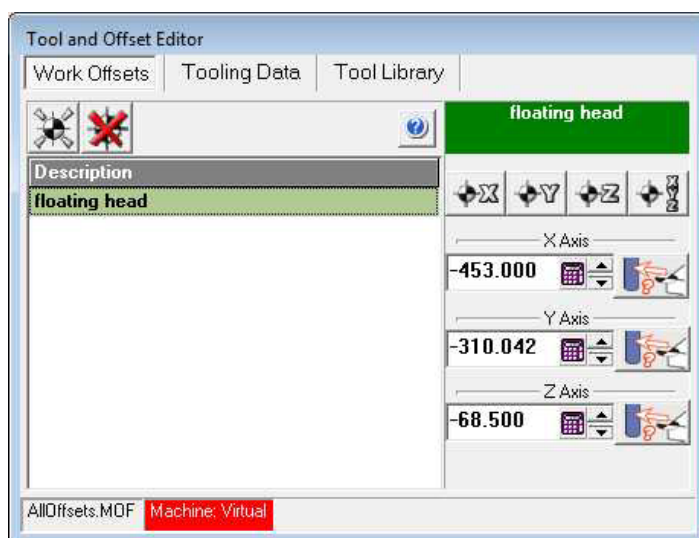 Tool and Offset Editor
Work Offsets Tooling Data Tool Library
floating head
Description
floating head
X Y Z X Y Z
X Axis
-453.000
Y Axis
-310.042
Z Axis
-68.500
AllOffsets.MOF Machine: Virtual